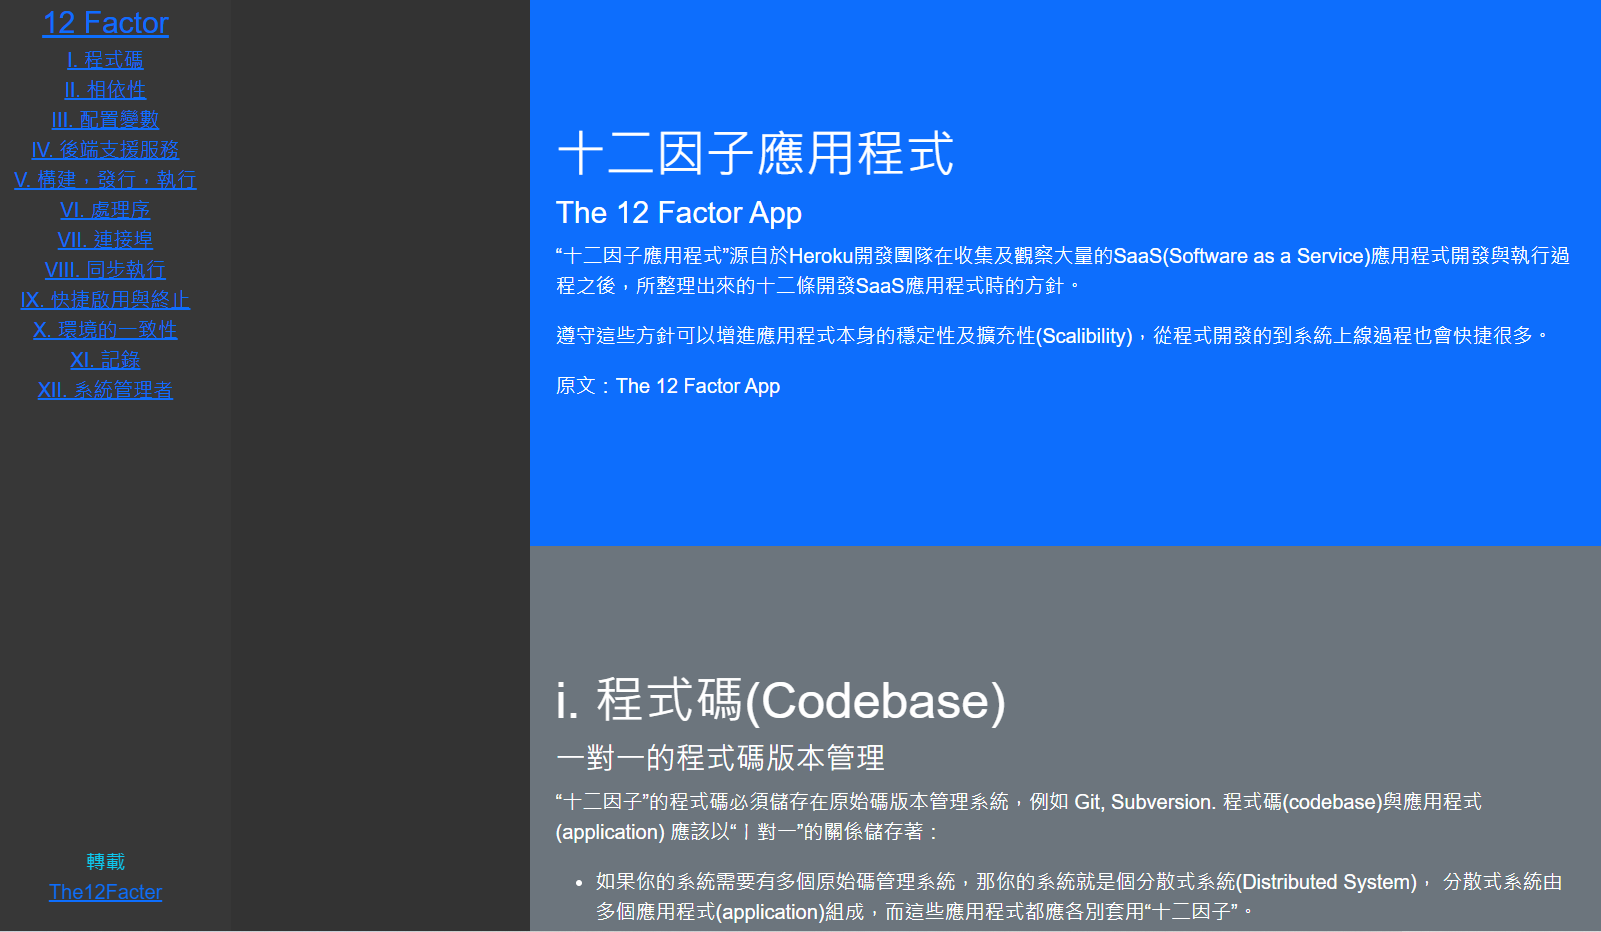 12 Factor
I. 程式碼
II. 相依性
III. 配置變數
IV. 後端支援服務
V. 構建，發行，執行
VI. 處理序
VII. 連接埠
VIII. 同步執行
IX. 快捷啟用與終止
X. 環境的一致性
XI. 記錄
XII. 系統管理者
轉載
The12Facter
十二因子應用程式
The 12 Factor App
“十二因子應用程式”源自於Heroku開發團隊在收集及觀察大量的SaaS(Software as a Service)應用程式開發與執行過
程之後，所整理出來的十二條開發SaaS應用程式時的方針。
遵守這些方針可以增進應用程式本身的穩定性及擴充性(Scalibility)，從程式開發的到系統上線過程也會快捷很多。
原文：The 12 Factor App
i. 程式碼(Codebase)
一對一的程式碼版本管理
“十二因子”的程式碼必須儲存在原始碼版本管理系統，例如 Git, Subversion. 程式碼(codebase)與應用程式
(application) 應該以“〡對一”的關係儲存著：
• 如果你的系統需要有多個原始碼管理系統，那你的系統就是個分散式系統(Distributed System)， 分散式系統由
多個應用程式(application)組成，而這些應用程式都應各別套用“十二因子”。